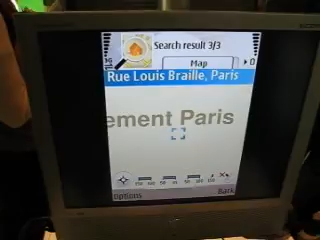 Search result 3/3
Map
Rue Louis Braille, Paris
ement Paris
Options
Back